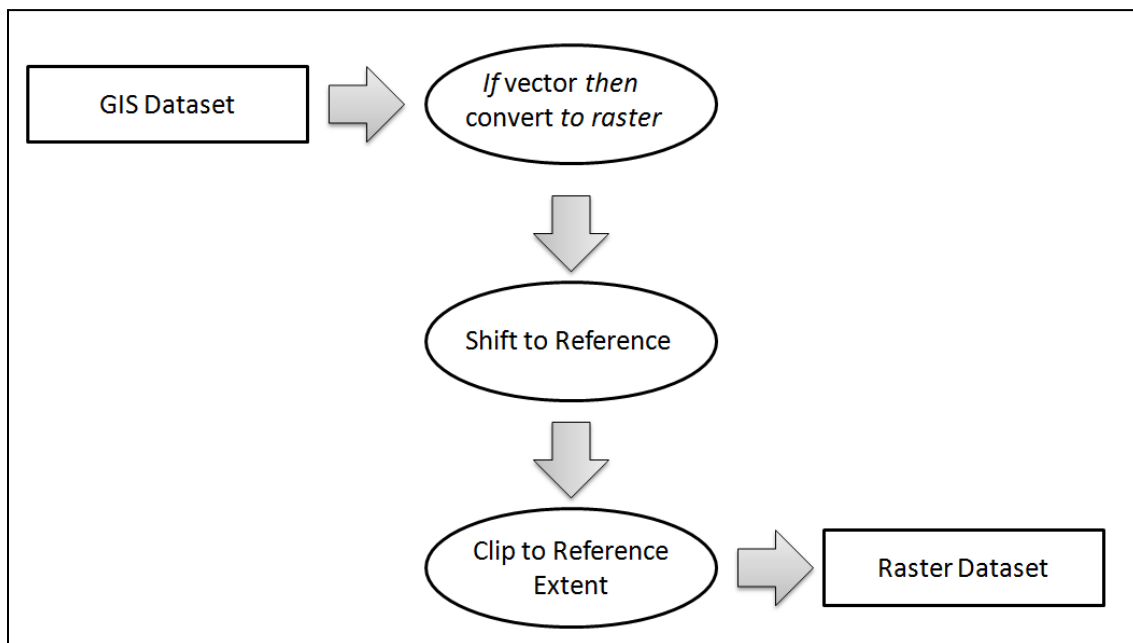 GIS Dataset
If vector then
convert to raster
Shift to Reference
Clip to Reference
Extent
Raster Dataset